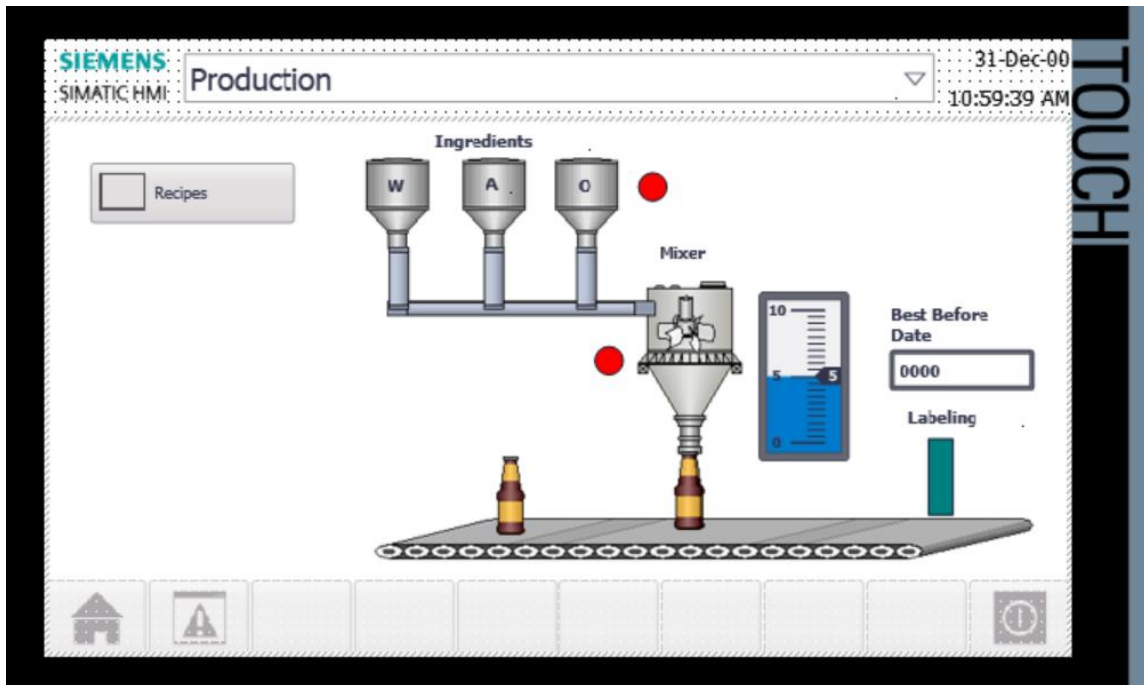 SIEMENS
SIMATIC HMI
Production
31-Dec-00
10:59:39 AM
TOUCH
Ingredients
W A O
Recipes
Mixer
10
5 5
0
Best Before
Date
0000
Labeling